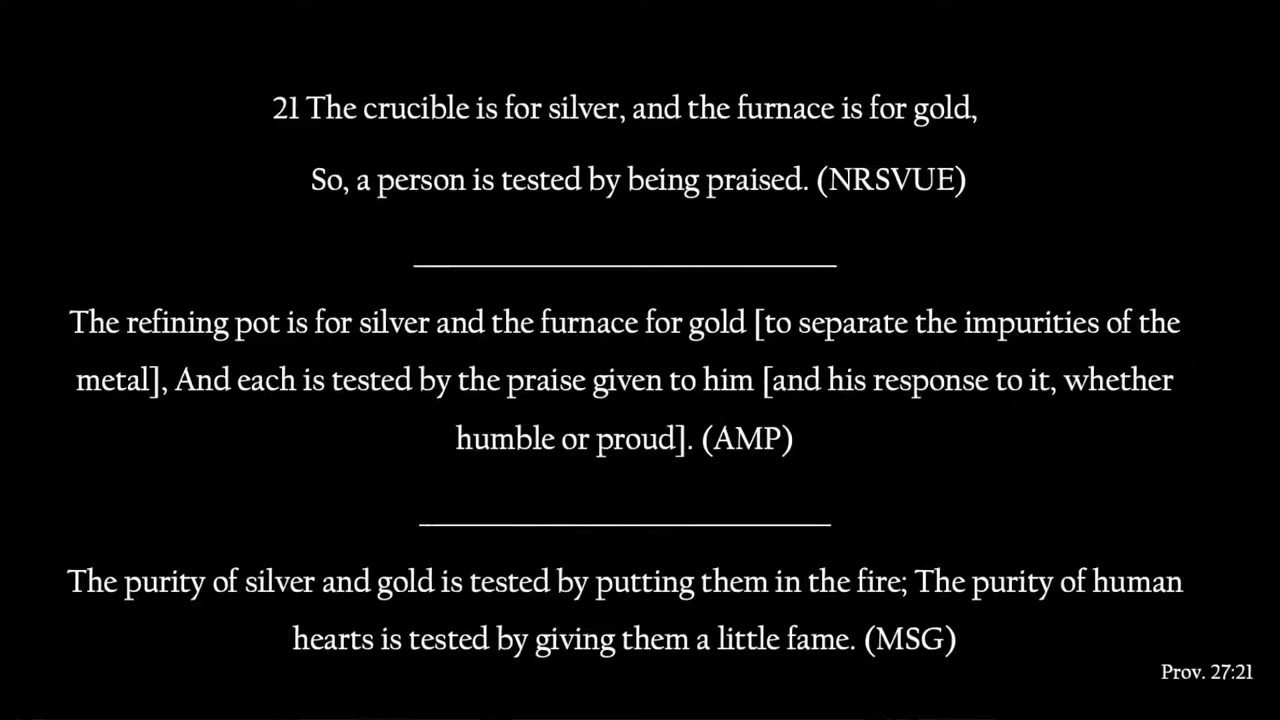 21 The crucible is for silver, and the furnace is for gold,
So, a person is tested by being praised. (NRSVUE)
The refining pot is for silver and the furnace for gold [to separate the impurities of the
metal], And each is tested by the praise given to him [and his response to it, whether
humble or proud]. (AMP)
The purity of silver and gold is tested by putting them in the fire; The purity of human
hearts is tested by giving them a little fame. (MSG)
Prov. 27:21